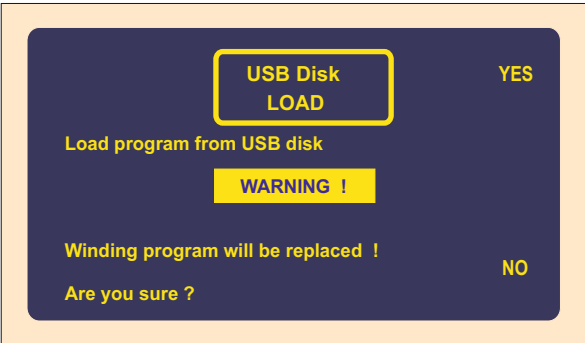 USB Disk
YES
LOAD
Load program from USB disk
WARNING !
Winding program will be replaced !
NO
Are you sure ?